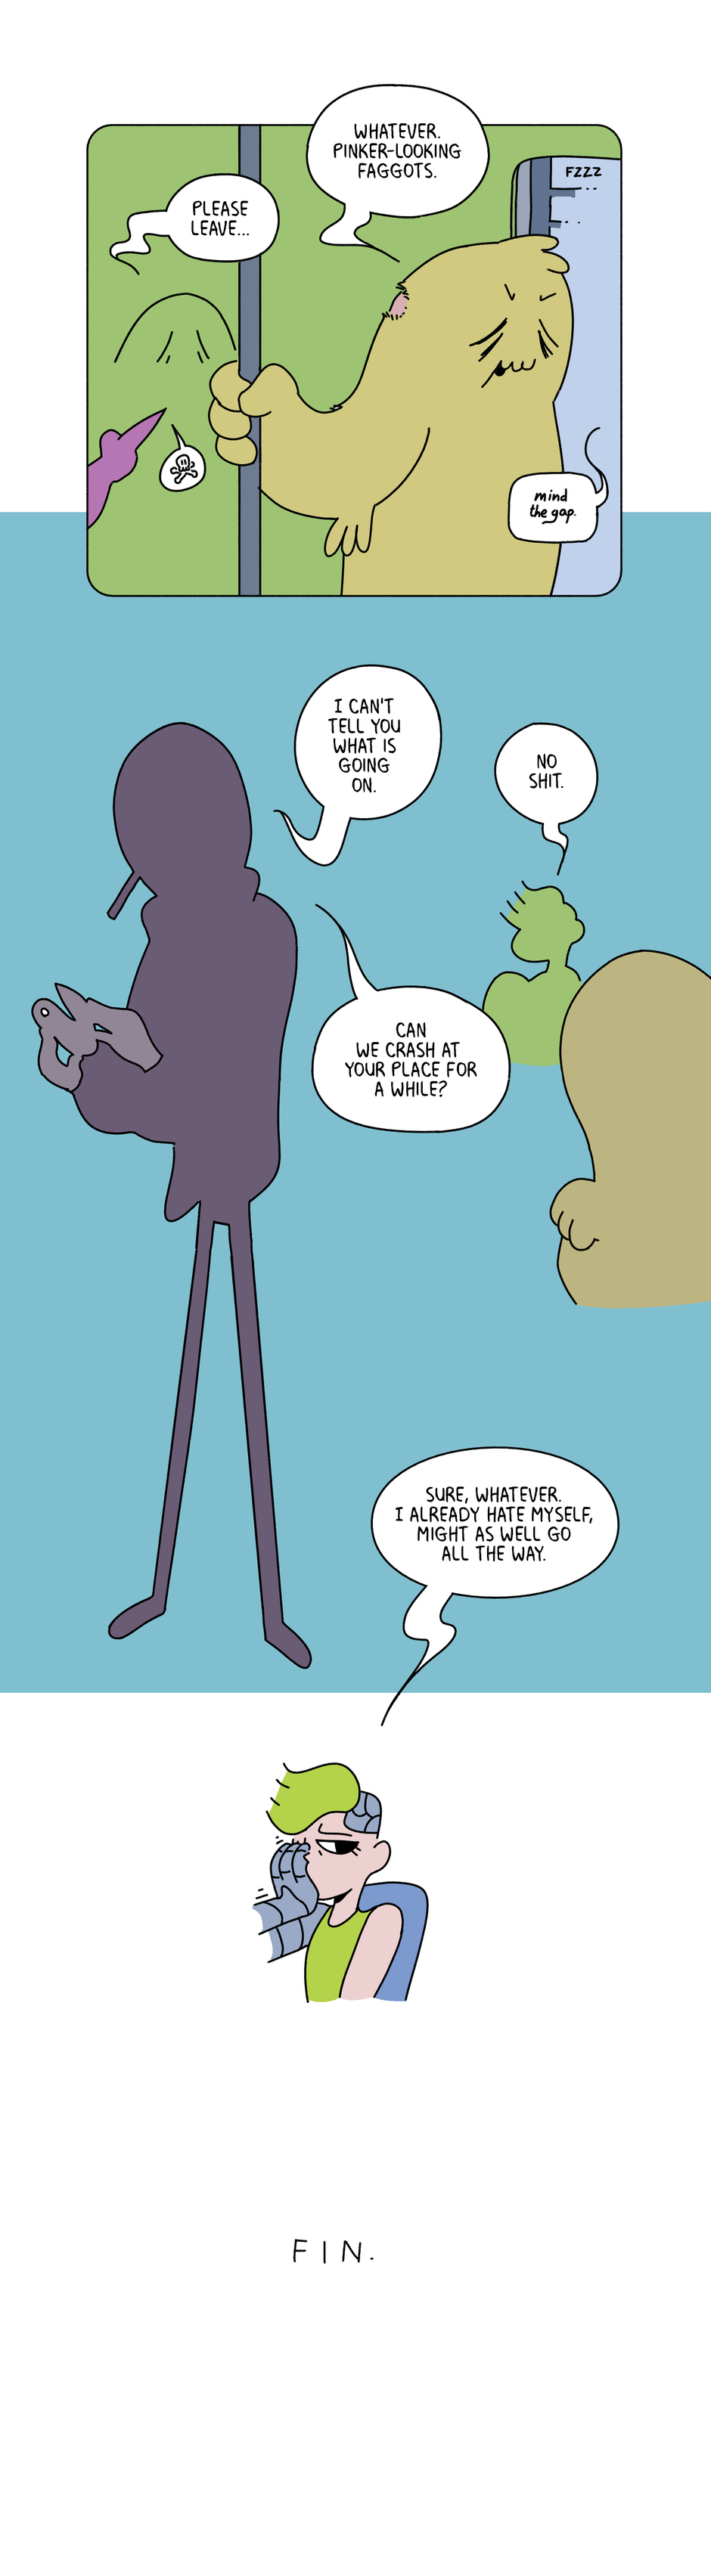 WHATEVER.
PINKER-LOOKING
FAGGOTS.
FZZZ
PLEASE
LEAVE...
mind
the gap.
I CAN'T
TELL YOU
WHAT IS
GOING
ON.
NO
SHIT.
CAN
WE CRASH AT
YOUR PLACE FOR
A WHILE?
SURE, WHATEVER.
I ALREADY HATE MYSELF,
MIGHT AS WELL GO
ALL THE WAY.
FIN.